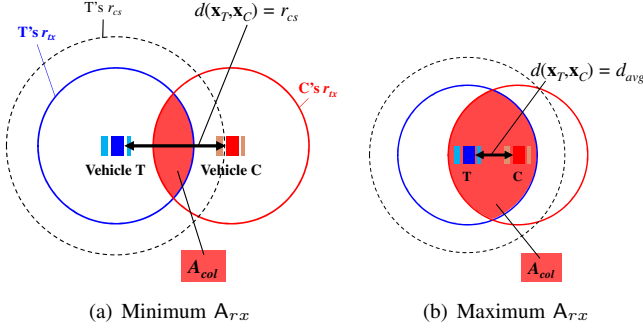 T's r_cs
d(x_T,x_C) = r_cs
T's r_tx
C's r_tx
Vehicle T
Vehicle C
A_col
(a) Minimum A_rx
d(x_T,x_C) = d_avg
T
C
A_col
(b) Maximum A_rx